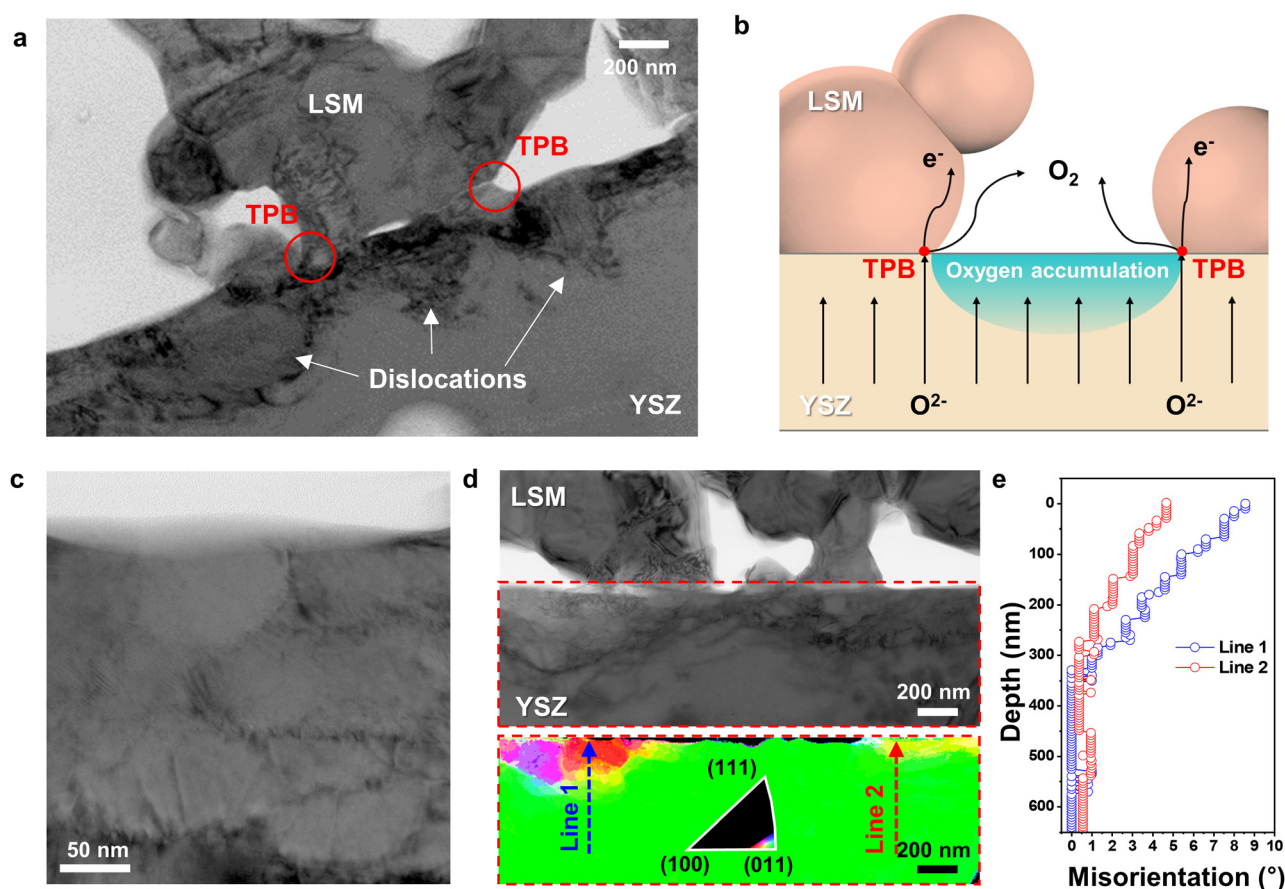 a
200 nm
LSM
TPB
TPB
Dislocations
YSZ
b
LSM
e-
e-
O2
TPB
Oxygen accumulation
TPB
YSZ
O2-
O2-
c
50 nm
d
LSM
YSZ
200 nm
Line 1
(111)
(100)
(011)
Line 2
200 nm
e
0
100
200
300
400
500
600
Depth (nm)
Line 1
Line 2
0 1 2 3 4 5 6 7 8 9 10
Misorientation (°)